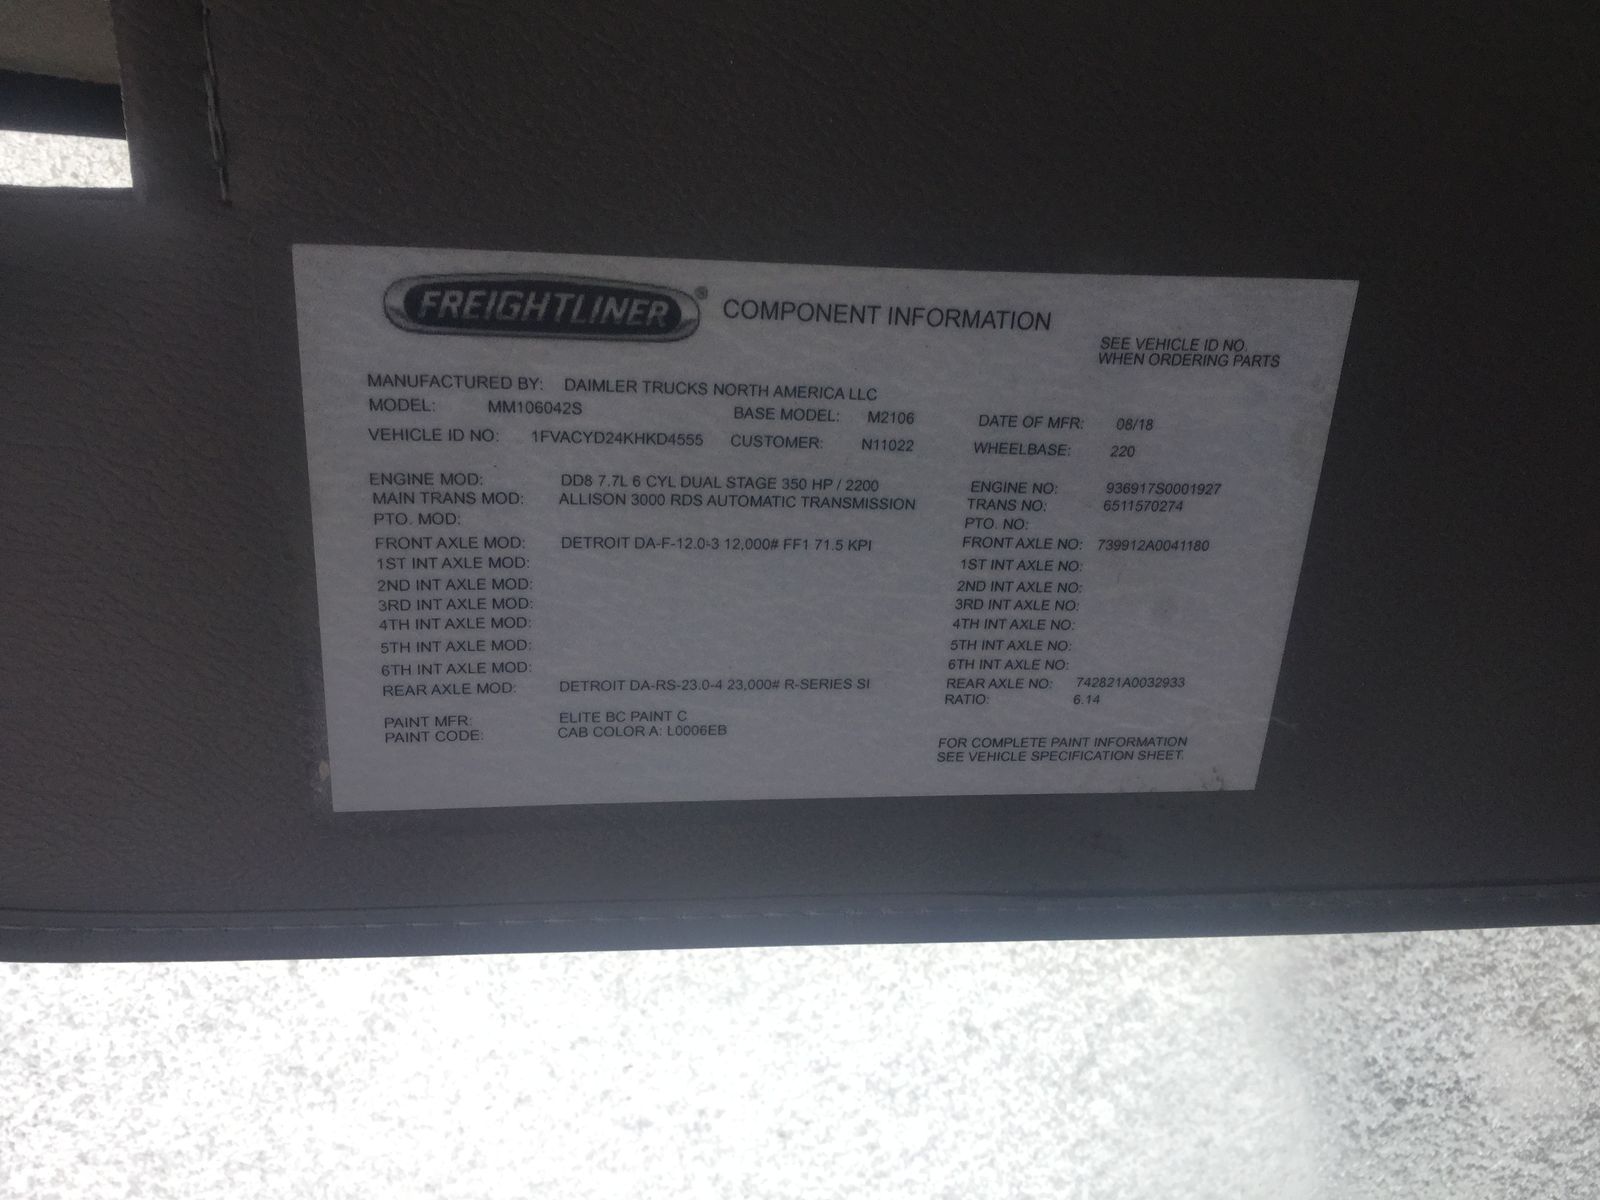 FREIGHTLINER® COMPONENT INFORMATION
SEE VEHICLE ID NO.
WHEN ORDERING PARTS
MANUFACTURED BY: DAIMLER TRUCKS NORTH AMERICA LLC
MODEL: MM106042S BASE MODEL: M2106 DATE OF MFR: 08/18
VEHICLE ID NO: 1FVACYD24KHKD4555 CUSTOMER: N11022 WHEELBASE: 220
ENGINE MOD: DD8 7.7L 6 CYL DUAL STAGE 350 HP / 2200 ENGINE NO: 936917S0001927
MAIN TRANS MOD: ALLISON 3000 RDS AUTOMATIC TRANSMISSION TRANS NO: 6511570274
PTO. MOD: PTO. NO:
FRONT AXLE MOD: DETROIT DA-F-12.0-3 12,000# FF1 71.5 KPI FRONT AXLE NO: 739912A0041180
1ST INT AXLE MOD: 1ST INT AXLE NO:
2ND INT AXLE MOD: 2ND INT AXLE NO:
3RD INT AXLE MOD: 3RD INT AXLE NO:
4TH INT AXLE MOD: 4TH INT AXLE NO:
5TH INT AXLE MOD: 5TH INT AXLE NO:
6TH INT AXLE MOD: 6TH INT AXLE NO:
REAR AXLE MOD: DETROIT DA-RS-23.0-4 23,000# R-SERIES SI REAR AXLE NO: 742821A0032933
RATIO: 6.14
PAINT MFR: ELITE BC PAINT C
PAINT CODE: CAB COLOR A: L0006EB
FOR COMPLETE PAINT INFORMATION
SEE VEHICLE SPECIFICATION SHEET.